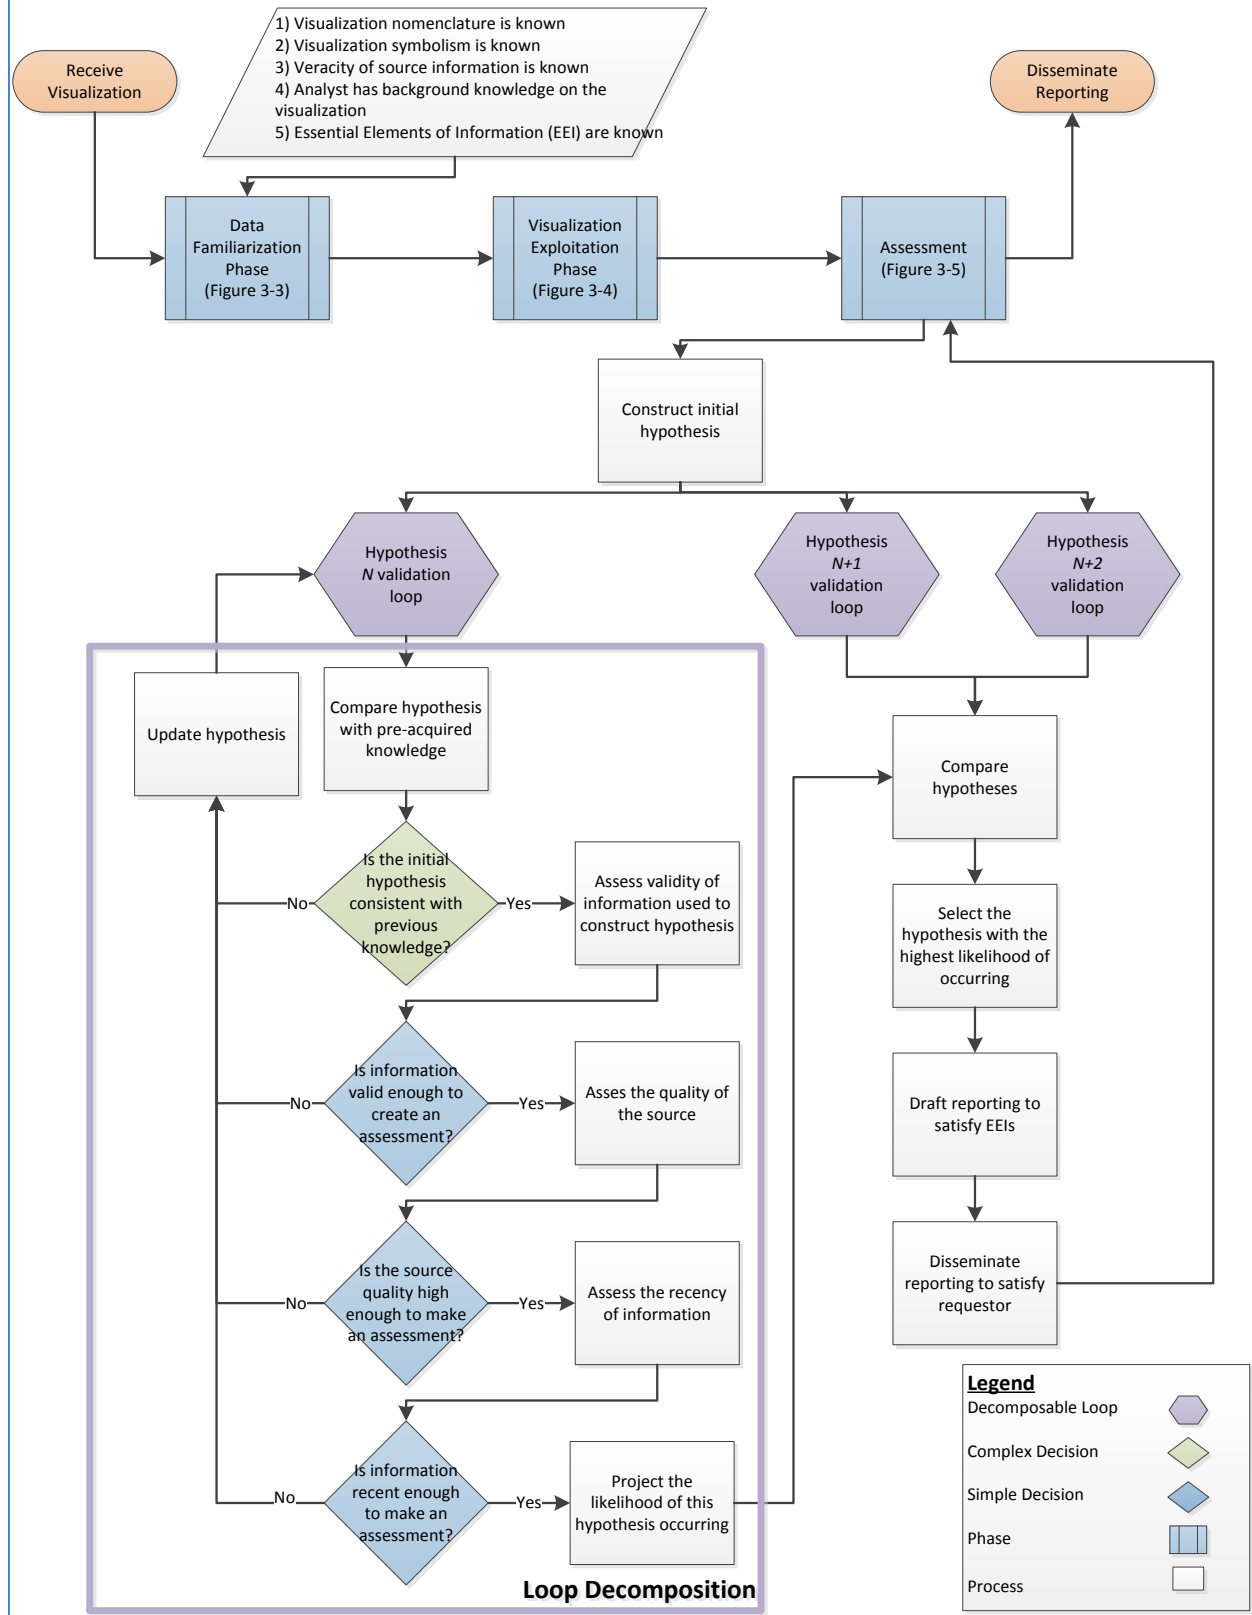 1) Visualization nomenclature is known
2) Visualization symbolism is known
3) Veracity of source information is known
4) Analyst has background knowledge on the
visualization
5) Essential Elements of Information (EEI) are known
Receive
Visualization
Disseminate
Reporting
Data
Familiarization
Phase
(Figure 3-3)
Visualization
Exploitation
Phase
(Figure 3-4)
Assessment
(Figure 3-5)
Construct initial
hypothesis
Hypothesis
N validation
loop
Hypothesis
N+1
validation
loop
Hypothesis
N+2
validation
loop
Update hypothesis
Compare hypothesis
with pre-acquired
knowledge
Is the initial
hypothesis
consistent with
previous
knowledge?
No
Yes
Assess validity of
information used to
construct hypothesis
Is information
valid enough to
create an
assessment?
No
Yes
Asses the quality of
the source
Is the source
quality high
enough to make
an assessment?
No
Yes
Assess the recency
of information
Is information
recent enough
to make an
assessment?
No
Yes
Project the
likelihood of this
hypothesis occurring
Loop Decomposition
Compare
hypotheses
Select the
hypothesis with the
highest likelihood of
occurring
Draft reporting to
satisfy EEIs
Disseminate
reporting to satisfy
requestor
Legend
Decomposable Loop
Complex Decision
Simple Decision
Phase
Process